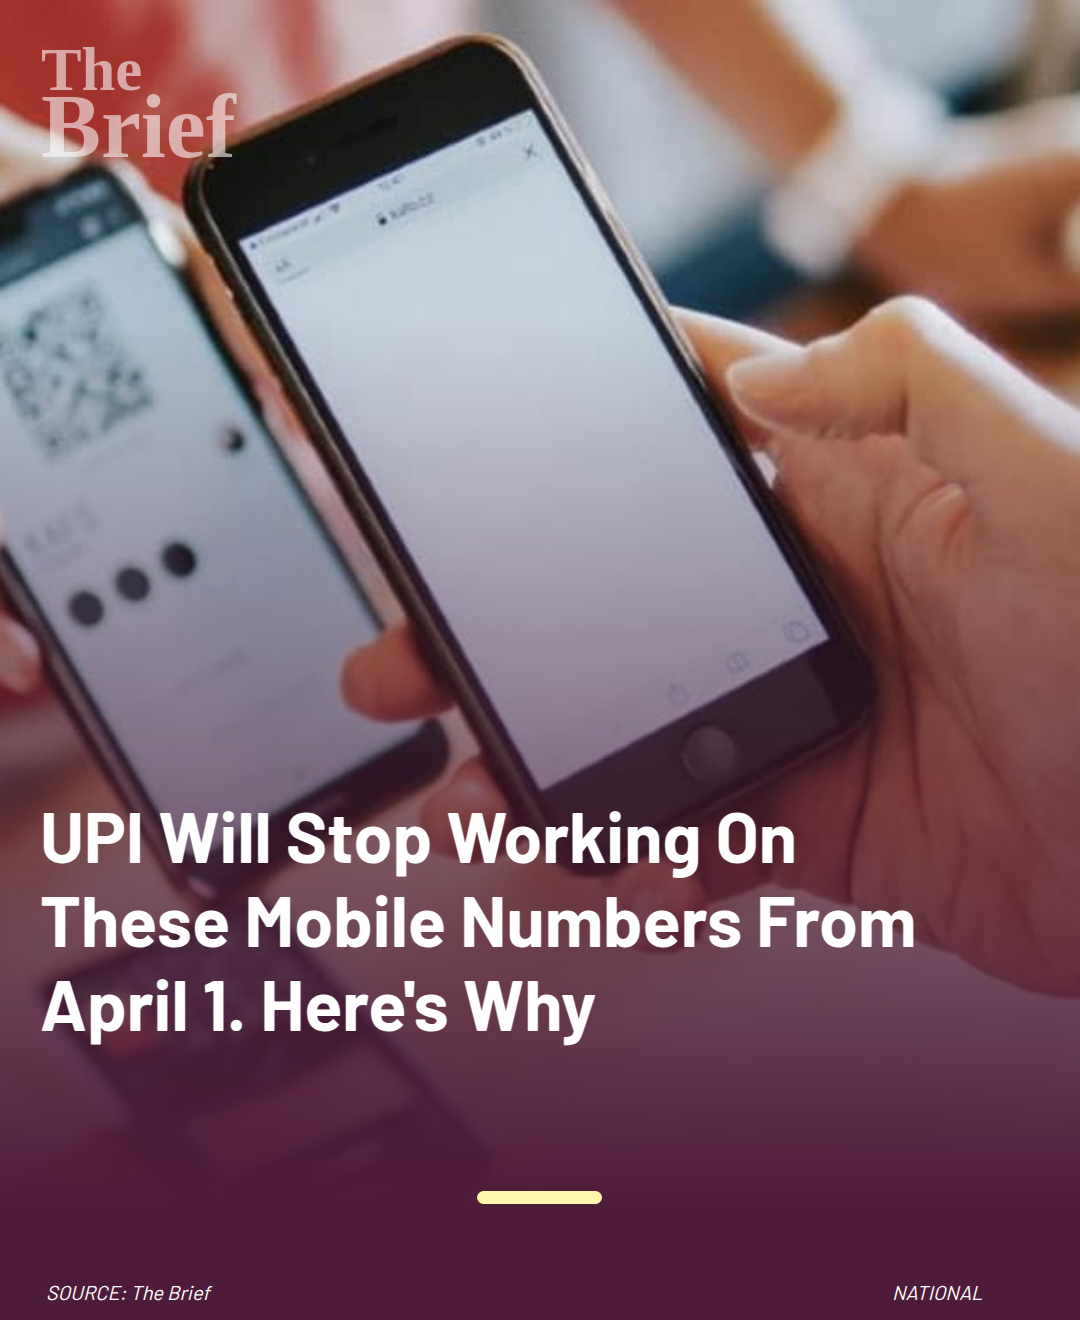 The
Brief
UPI Will Stop Working On
These Mobile Numbers From
April 1. Here's Why
SOURCE: The Brief
NATIONAL